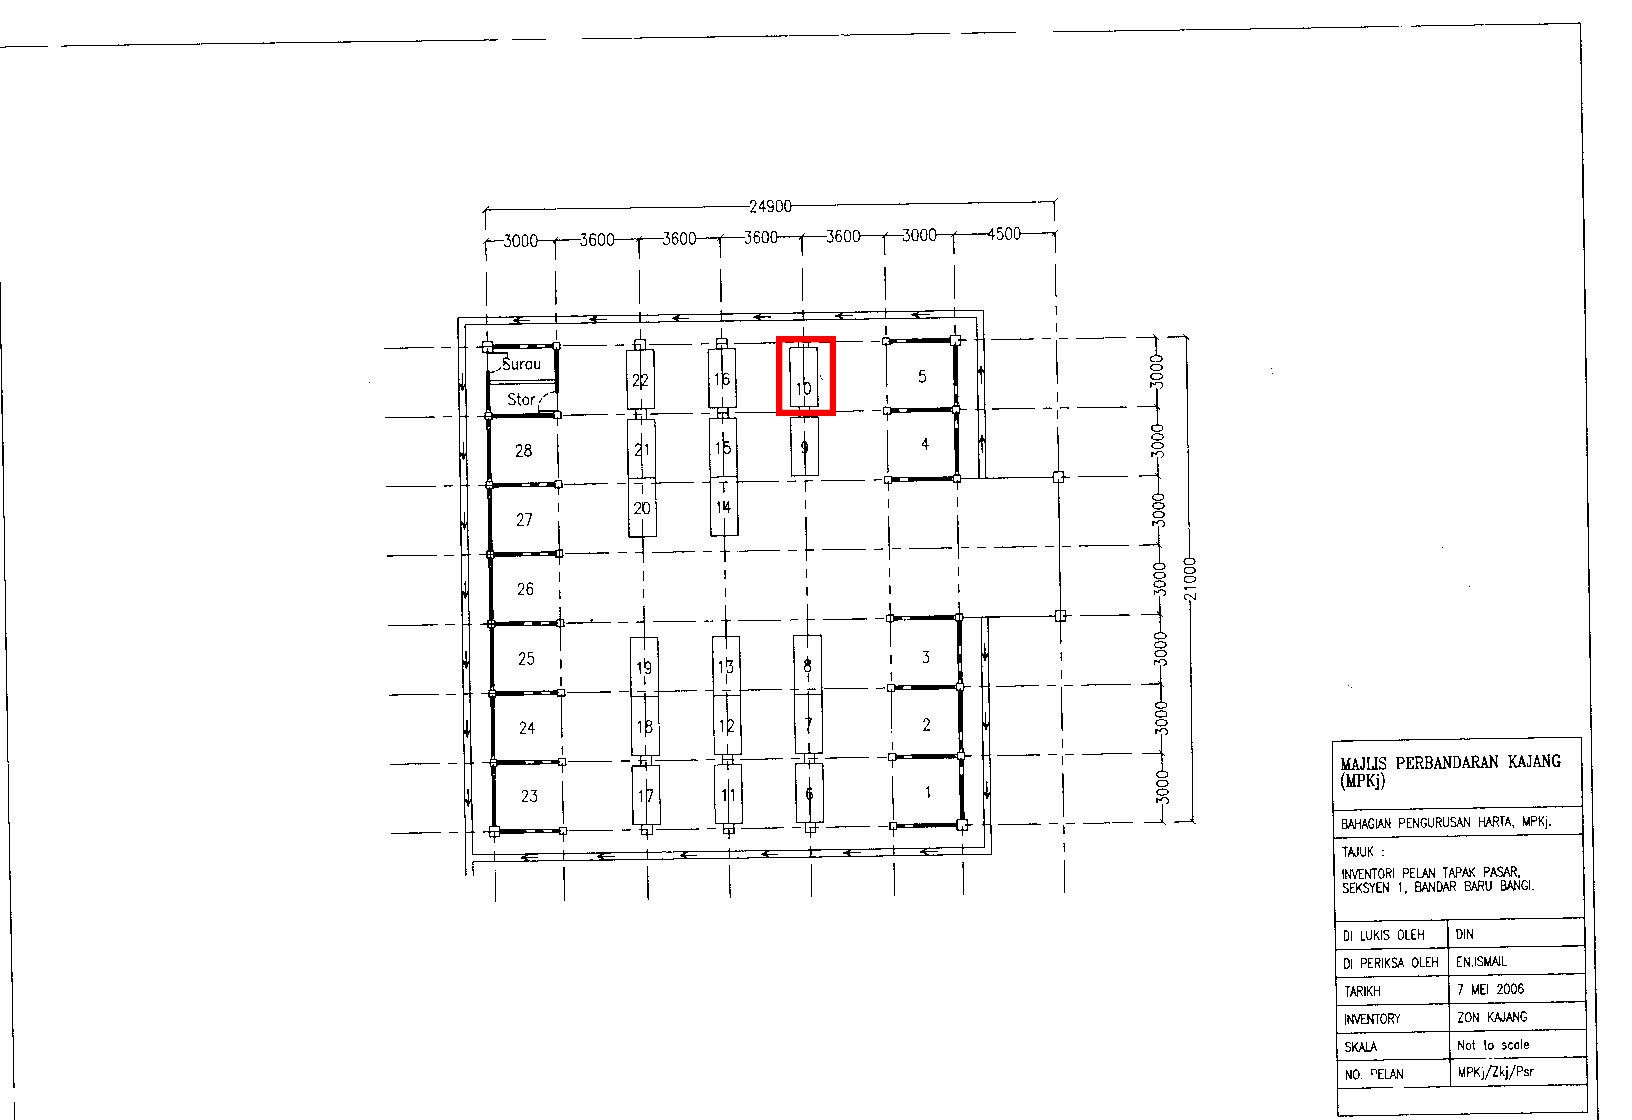 24900
3000 3600 3600 3600 3600 3000 4500
Surau
Stor
22 16 10 5
28 21 15 9 4
27 20 14
26
25 19 13 8 3
24 18 12 7 2
23 17 11 6 1
3000
3000
3000
3000
3000
3000
3000
21000
MAJLIS PERBANDARAN KAJANG
(MPKj)
BAHAGIAN PENGURUSAN HARTA, MPKj.
TAJUK :
INVENTORI PELAN TAPAK PASAR,
SEKSYEN 1, BANDAR BARU BANGI.
DI LUKIS OLEH DIN
DI PERIKSA OLEH EN.ISMAIL
TARIKH 7 MEI 2006
INVENTORY ZON KAJANG
SKALA Not to scale
NO. PELAN MPKj/Zkj/Psr